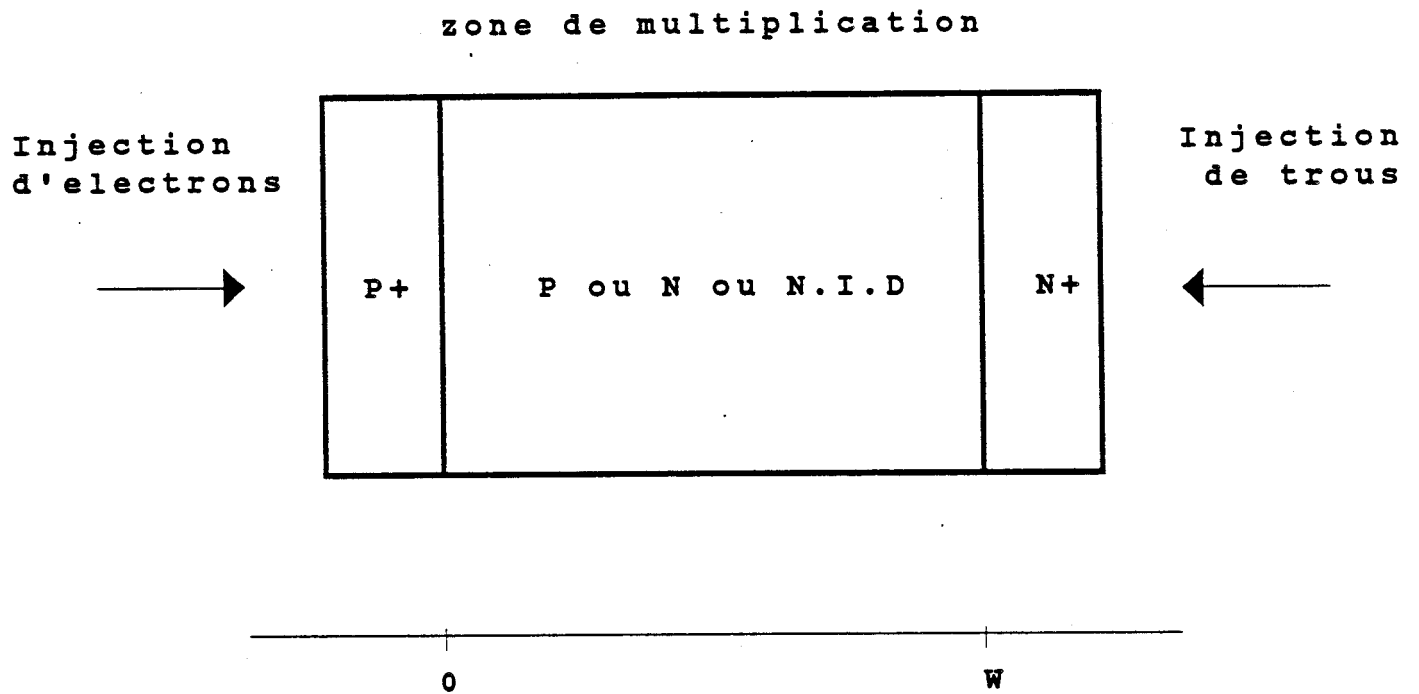 zone de multiplication
Injection
d'electrons
Injection
de trous
P+
P ou N ou N.I.D
N+
0
W